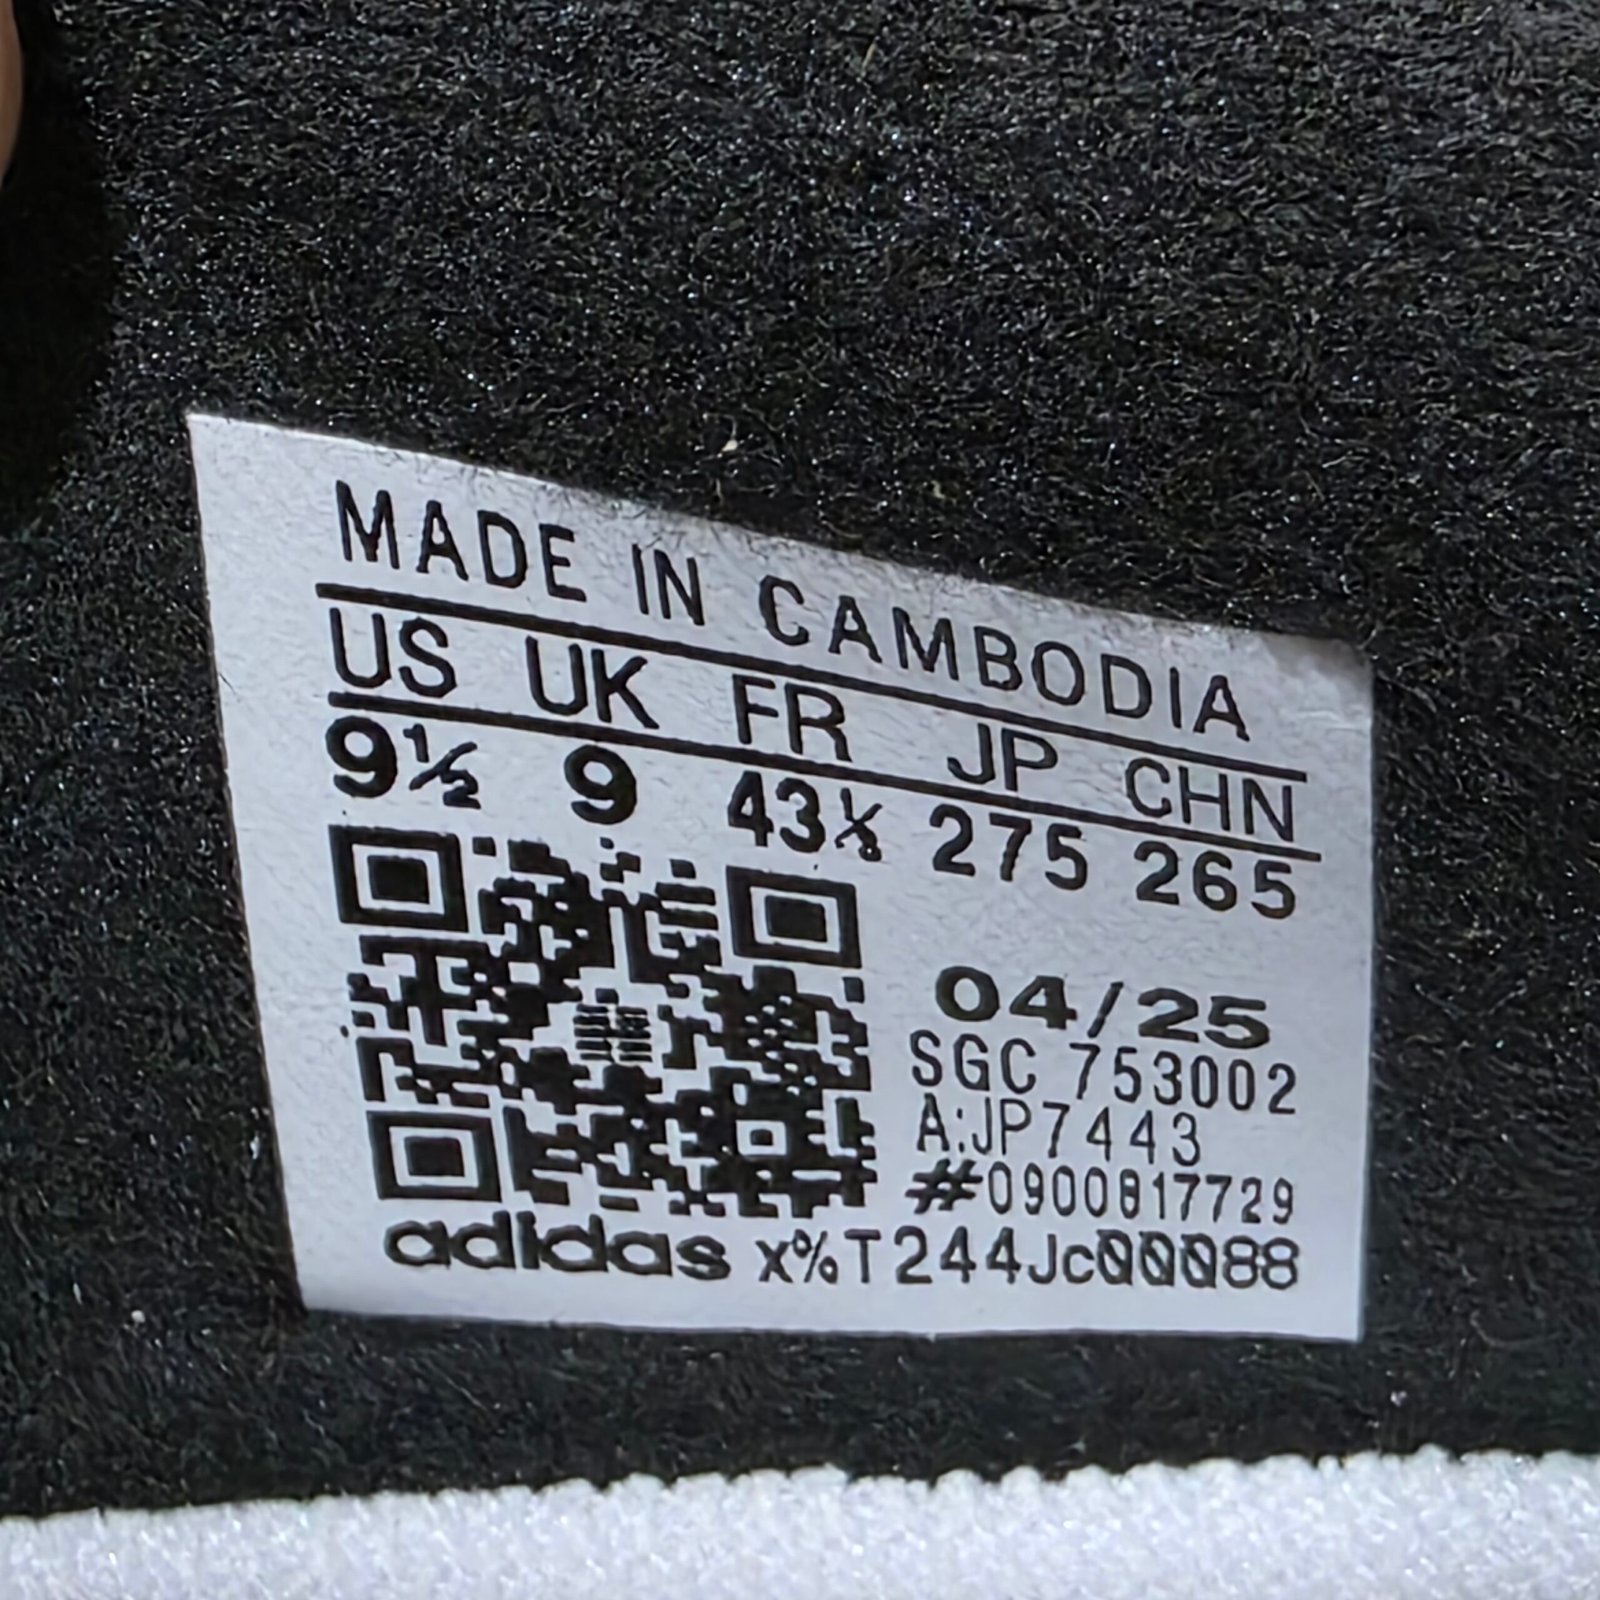 MADE IN CAMBODIA
US UK FR JP CHN
9½ 9 43⅓ 275 265
04/25
SGC 753002
A:JP7443
#0900817729
adidas X%T244Jc00088